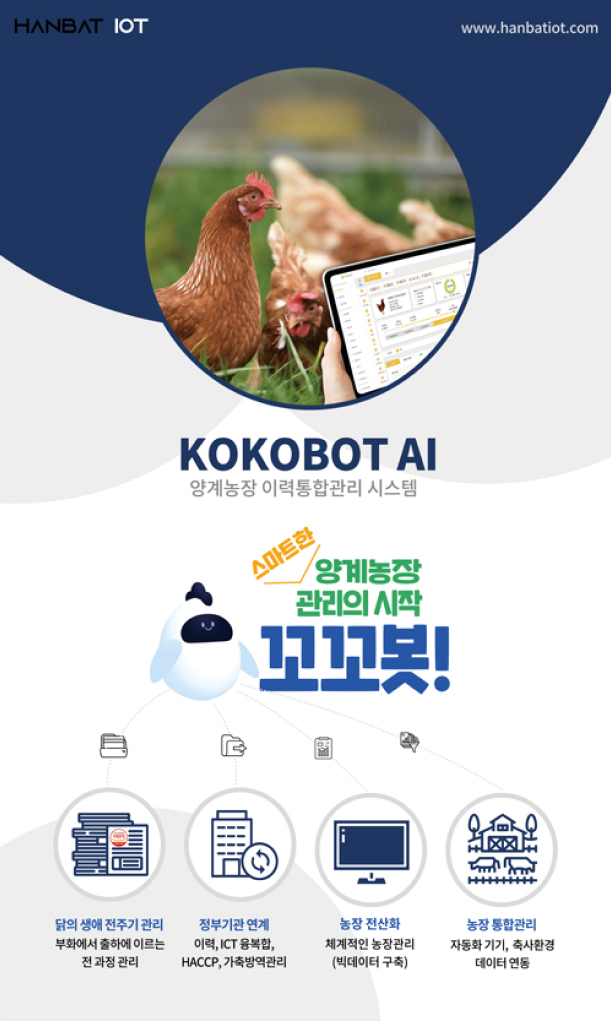 HANBAT IOT
www.hanbatiot.com
KOKOBOT AI
양계농장 이력통합관리 시스템
스마트한
양계농장
관리의 시작
꼬꼬봇!
닭의 생애 전주기 관리
부화에서 출하에 이르는
전 과정 관리
정부기관 연계
이력, ICT 융복합,
HACCP, 가축방역관리
농장 전산화
체계적인 농장관리
(빅데이터 구축)
농장 통합관리
자동화 기기, 축사환경
데이터 연동